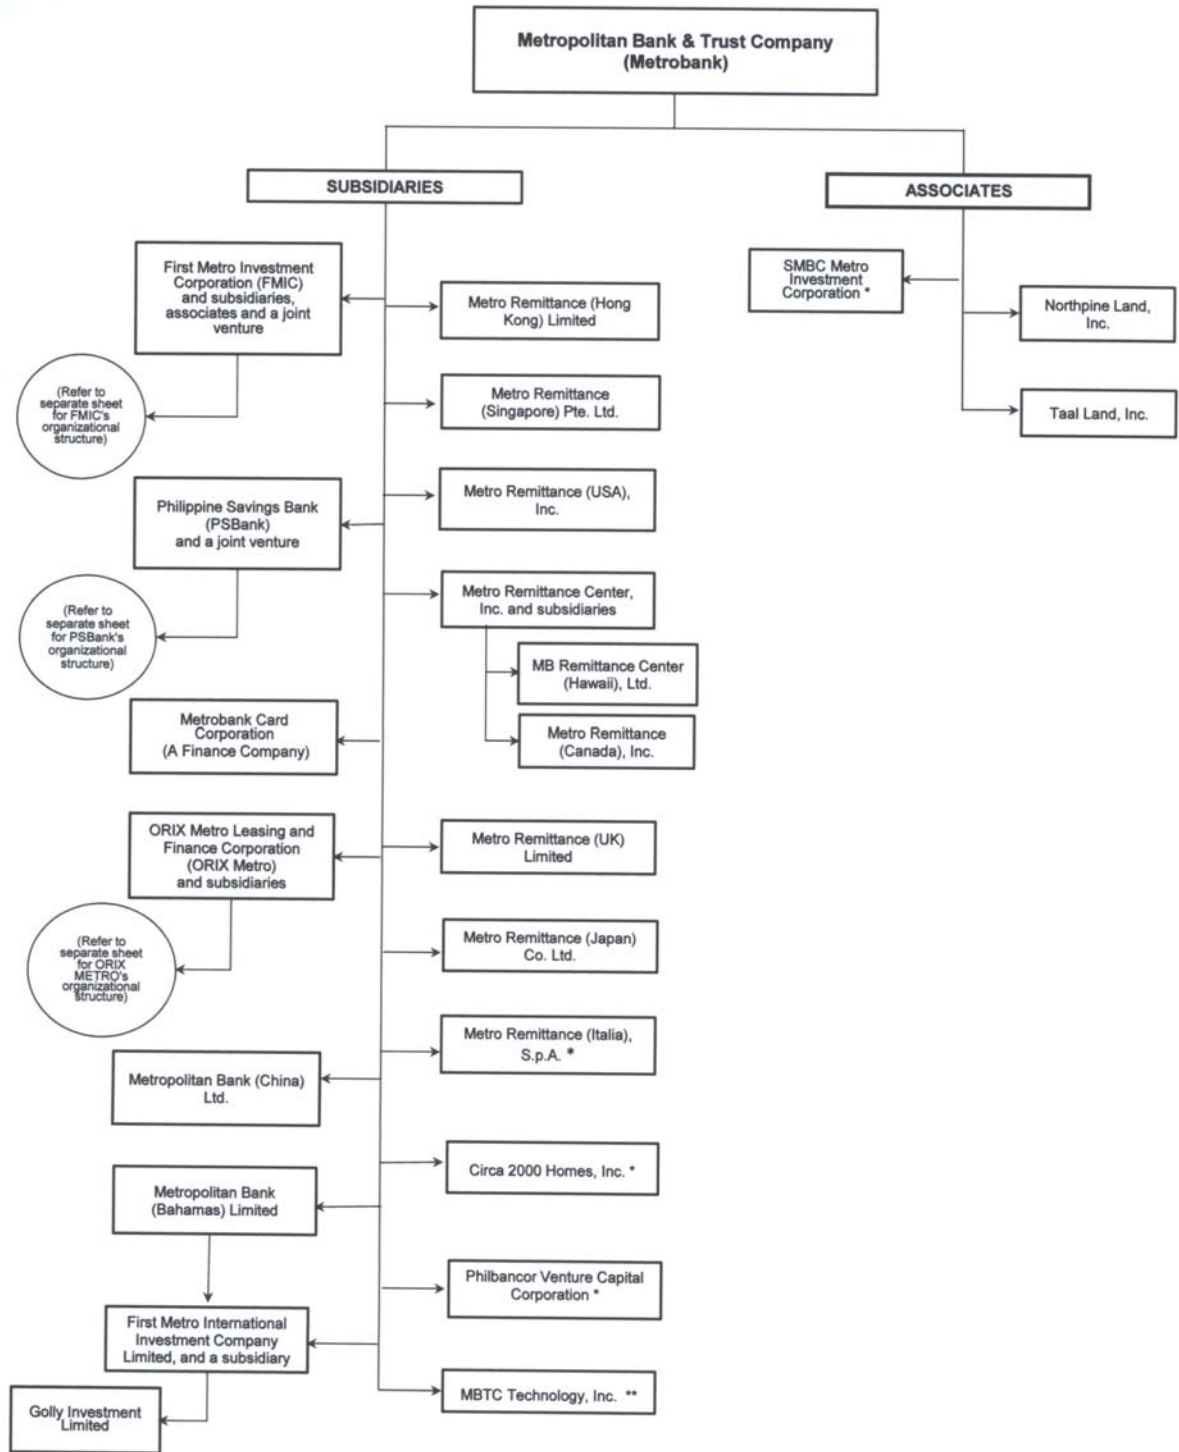 Metropolitan Bank & Trust Company
(Metrobank)
SUBSIDIARIES
ASSOCIATES
First Metro Investment
Corporation (FMIC)
and subsidiaries,
associates and a joint
venture
Metro Remittance (Hong
Kong) Limited
SMBC Metro
Investment
Corporation *
Northpine Land,
Inc.
(Refer to
separate sheet
for FMIC's
organizational
structure)
Metro Remittance
(Singapore) Pte. Ltd.
Taal Land, Inc.
Philippine Savings Bank
(PSBank)
and a joint venture
Metro Remittance (USA),
Inc.
(Refer to
separate sheet
for PSBank's
organizational
structure)
Metro Remittance Center,
Inc. and subsidiaries
MB Remittance Center
(Hawaii), Ltd.
Metro Remittance
(Canada), Inc.
Metrobank Card
Corporation
(A Finance Company)
ORIX Metro Leasing and
Finance Corporation
(ORIX Metro)
and subsidiaries
Metro Remittance (UK)
Limited
(Refer to
separate sheet
for ORIX
METRO's
organizational
structure)
Metro Remittance (Japan)
Co. Ltd.
Metro Remittance (Italia),
S.p.A. *
Metropolitan Bank (China)
Ltd.
Circa 2000 Homes, Inc. *
Metropolitan Bank
(Bahamas) Limited
Philbancor Venture Capital
Corporation *
First Metro International
Investment Company
Limited, and a subsidiary
MBTC Technology, Inc. **
Golly Investment
Limited